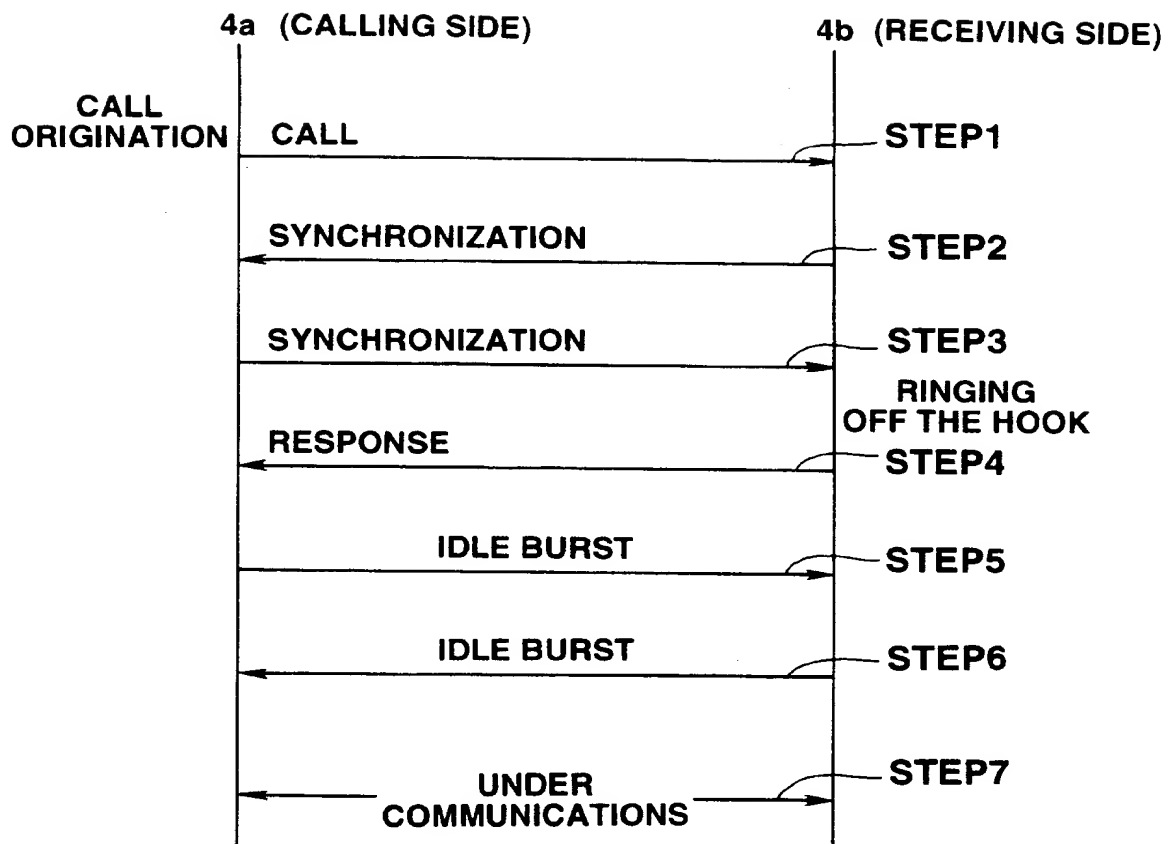 4a (CALLING SIDE)
4b (RECEIVING SIDE)
CALL
ORIGINATION
CALL
STEP1
SYNCHRONIZATION
STEP2
SYNCHRONIZATION
STEP3
RINGING
OFF THE HOOK
RESPONSE
STEP4
IDLE BURST
STEP5
IDLE BURST
STEP6
STEP7
UNDER
COMMUNICATIONS